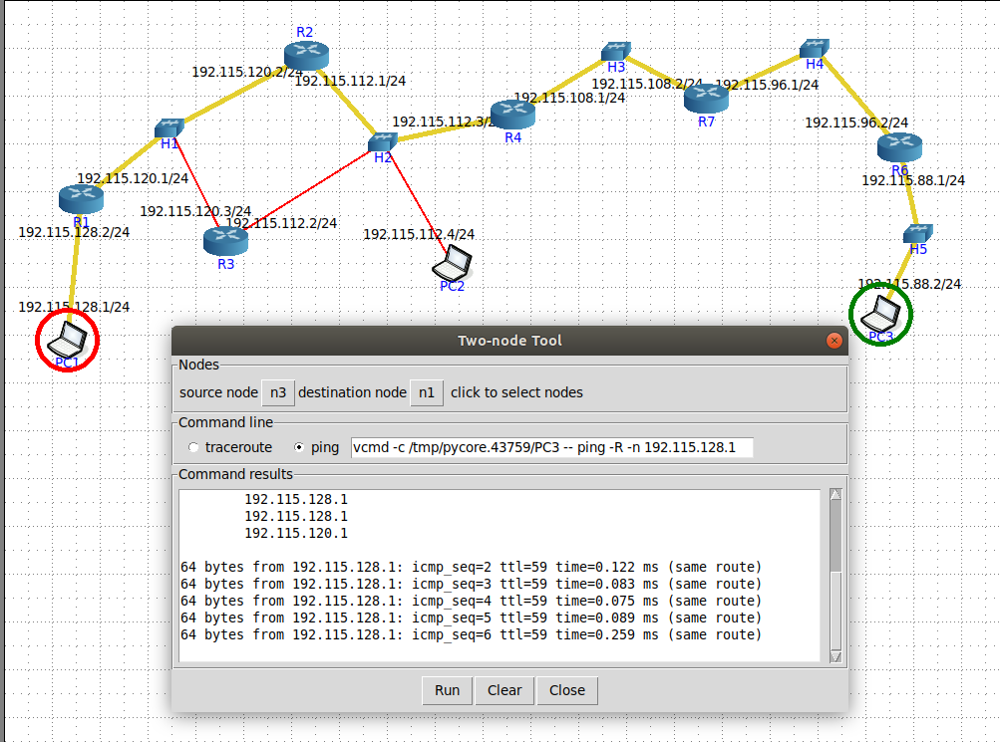 R2
192.115.120.2/24
192.115.112.1/24
H3
H4
192.115.108.2/24
192.115.96.1/24
192.115.108.1/24
R7
192.115.112.3/2
R4
192.115.96.2/24
H1
H2
R6
192.115.120.1/24
192.115.88.1/24
R1
192.115.120.3/24
192.115.112.2/24
192.115.128.2/24
192.115.112.4/24
H5
R3
PC2
192.115.88.2/24
192.115.128.1/24
PC3
PC1
Two-node Tool
Nodes
source node n3 destination node n1 click to select nodes
Command line
traceroute ping vcmd -c /tmp/pycore.43759/PC3 -- ping -R -n 192.115.128.1
Command results
192.115.128.1
192.115.128.1
192.115.120.1
64 bytes from 192.115.128.1: icmp_seq=2 ttl=59 time=0.122 ms (same route)
64 bytes from 192.115.128.1: icmp_seq=3 ttl=59 time=0.083 ms (same route)
64 bytes from 192.115.128.1: icmp_seq=4 ttl=59 time=0.075 ms (same route)
64 bytes from 192.115.128.1: icmp_seq=5 ttl=59 time=0.089 ms (same route)
64 bytes from 192.115.128.1: icmp_seq=6 ttl=59 time=0.259 ms (same route)
Run Clear Close